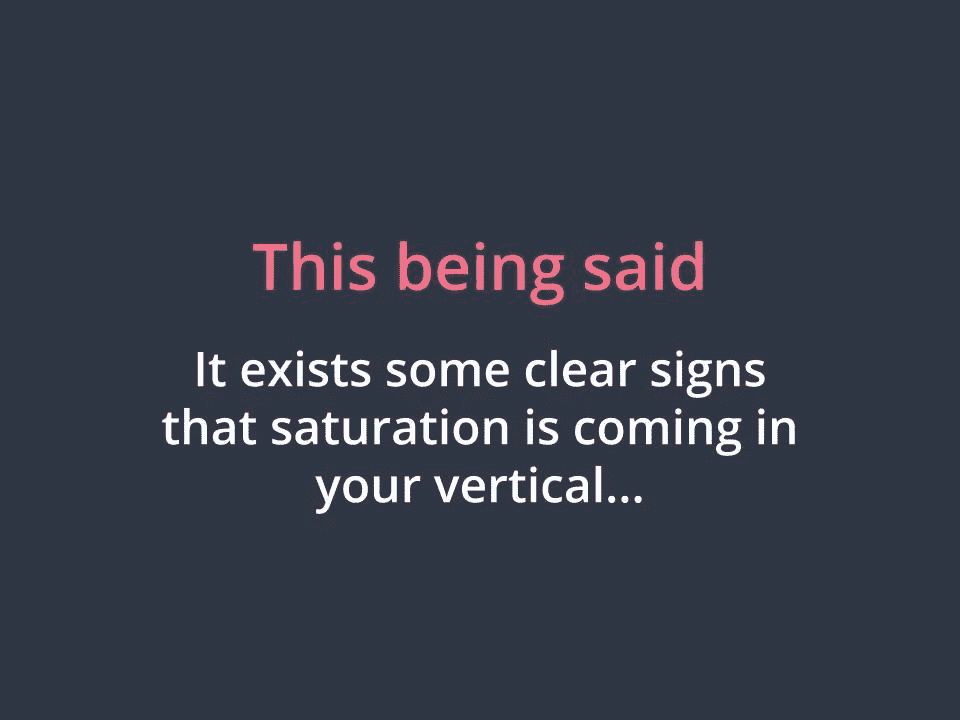 This being said
It exists some clear signs
that saturation is coming in
your vertical...